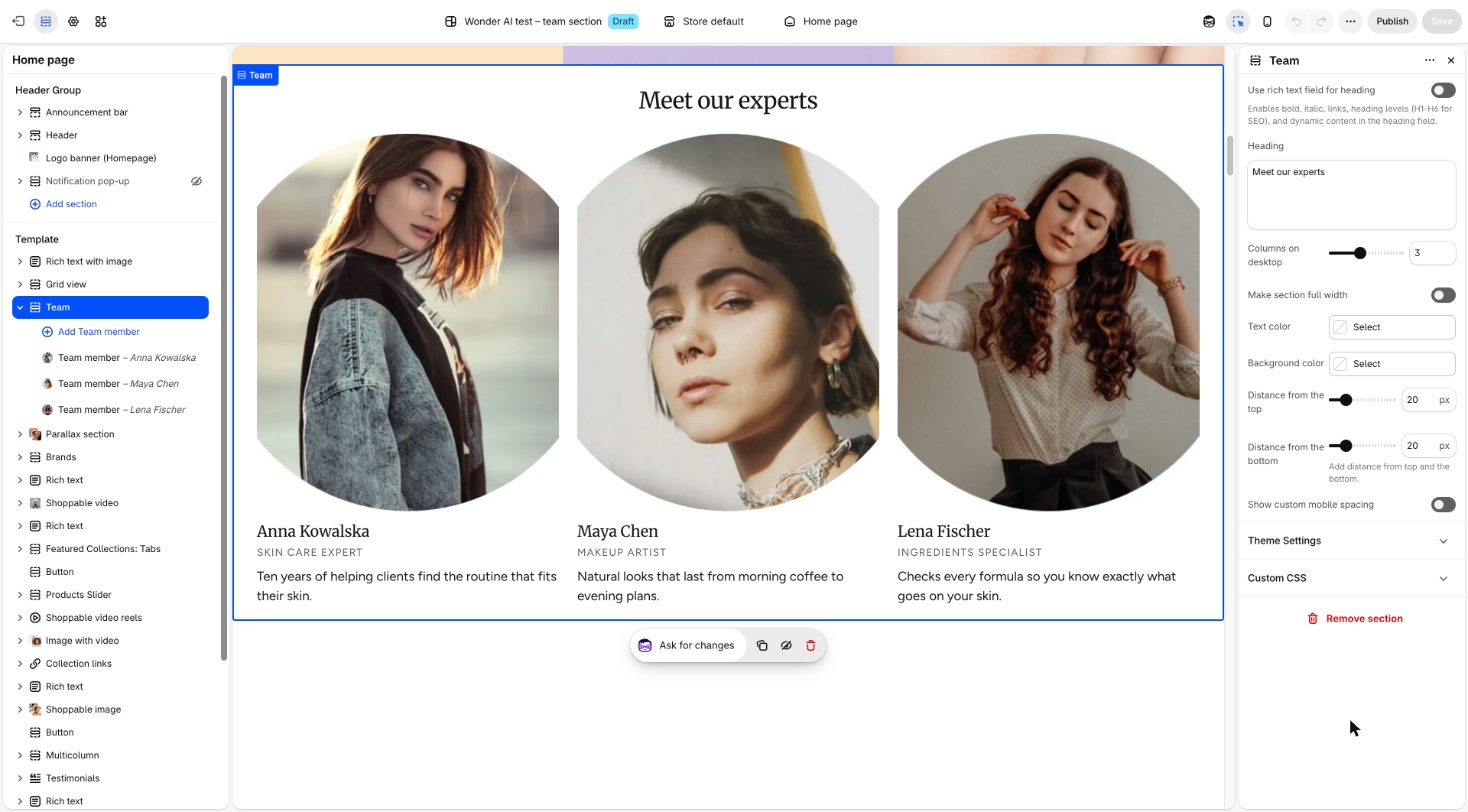 Wonder AI test – team section
Draft
Store default
Home page
Publish
Save
Home page
Header Group
Announcement bar
Header
Logo banner (Homepage)
Notification pop-up
Add section
Template
Rich text with image
Grid view
Team
Add Team member
Team member – Anna Kowalska
Team member – Maya Chen
Team member – Lena Fischer
Parallax section
Brands
Rich text
Shoppable video
Rich text
Featured Collections: Tabs
Button
Products Slider
Shoppable video reels
Image with video
Collection links
Rich text
Shoppable image
Button
Multicolumn
Testimonials
Rich text
Team
Meet our experts
Anna Kowalska
SKIN CARE EXPERT
Ten years of helping clients find the routine that fits
their skin.
Maya Chen
MAKEUP ARTIST
Natural looks that last from morning coffee to
evening plans.
Lena Fischer
INGREDIENTS SPECIALIST
Checks every formula so you know exactly what
goes on your skin.
Ask for changes
Team
Use rich text field for heading
Enables bold, italic, links, heading levels (H1-H6 for
SEO), and dynamic content in the heading field.
Heading
Meet our experts
Columns on
desktop
3
Make section full width
Text color
Select
Background color
Select
Distance from the
top
20 px
Distance from the
bottom
20 px
Add distance from top and the
bottom.
Show custom mobile spacing
Theme Settings
Custom CSS
Remove section